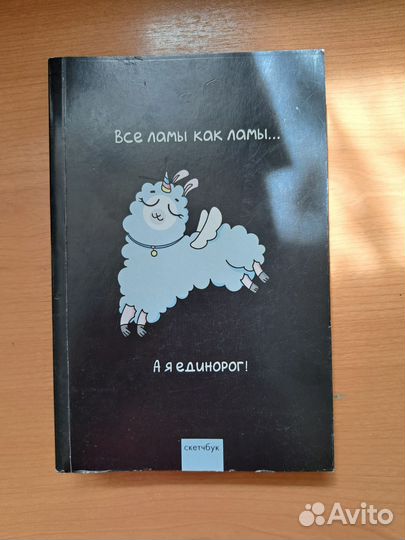 Все ламы как ламы...
А я единорог!
скетчбук
Avito